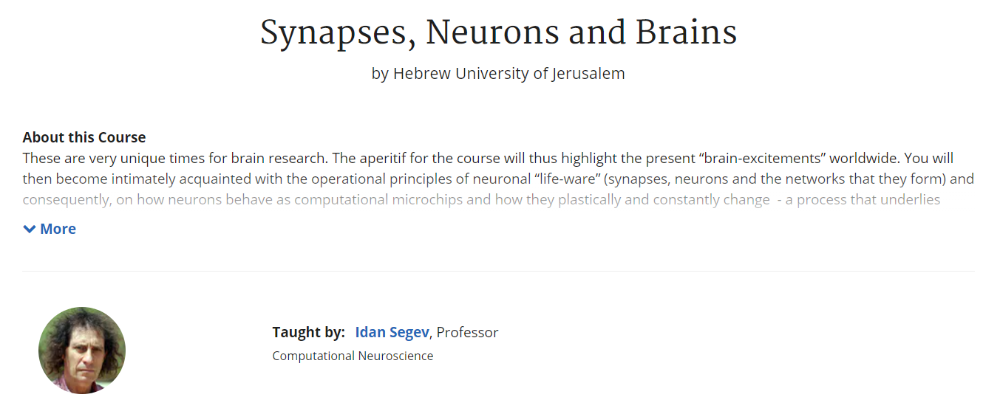 Synapses, Neurons and Brains
by Hebrew University of Jerusalem
About this Course
These are very unique times for brain research. The aperitif for the course will thus highlight the present “brain-excitements” worldwide. You will
then become intimately acquainted with the operational principles of neuronal “life-ware” (synapses, neurons and the networks that they form) and
consequently, on how neurons behave as computational microchips and how they plastically and constantly change - a process that underlies
More
Taught by: Idan Segev, Professor
Computational Neuroscience